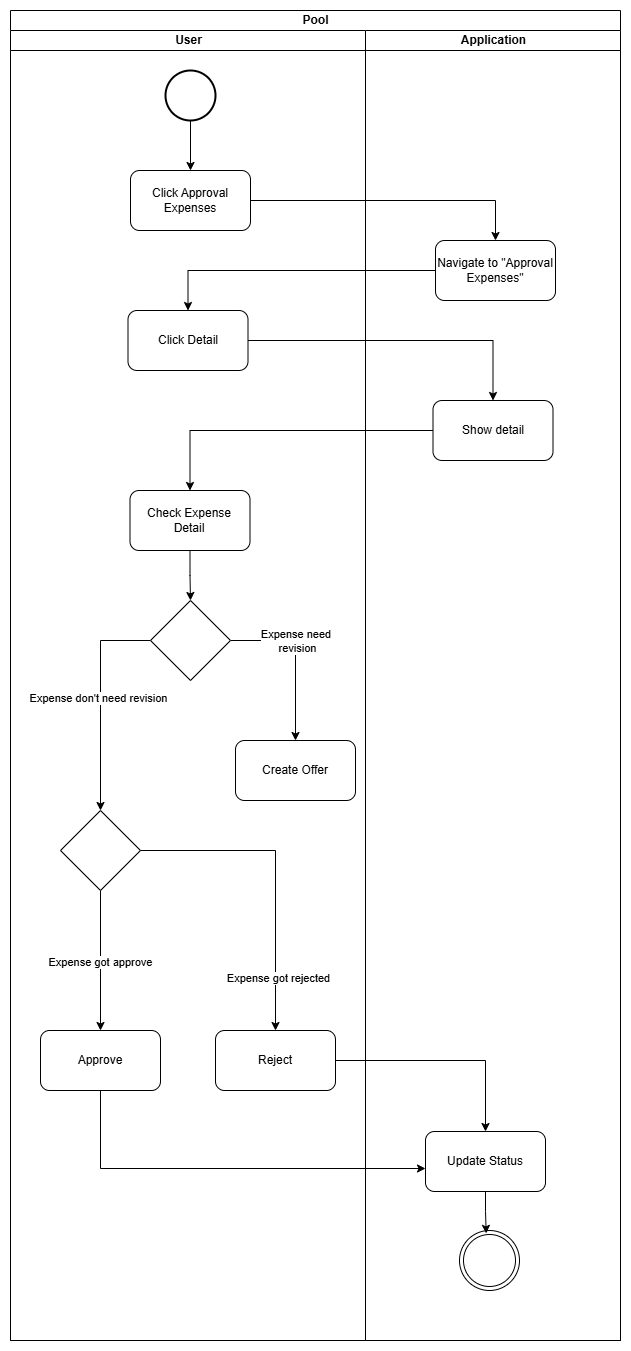 Pool
User
Application
Click Approval
Expenses
Navigate to "Approval
Expenses"
Click Detail
Show detail
Check Expense
Detail
Expense need
revision
Expense don't need revision
Create Offer
Expense got approve
Expense got rejected
Approve
Reject
Update Status